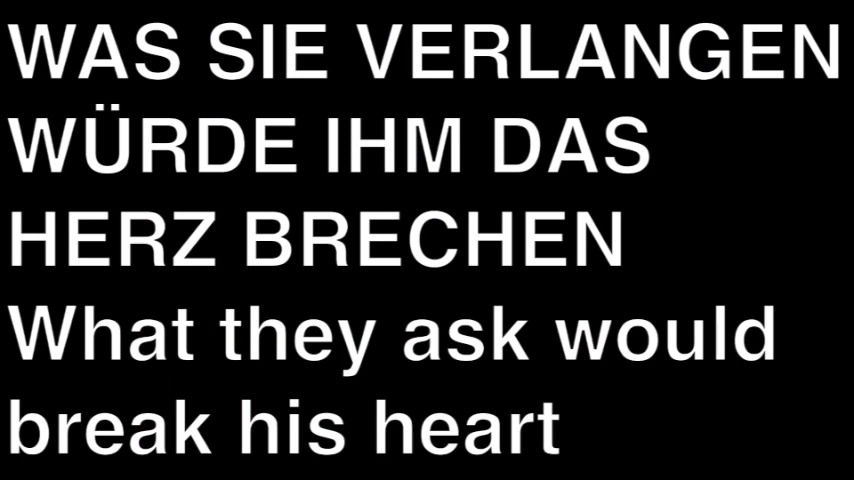 WAS SIE VERLANGEN
WÜRDE IHM DAS
HERZ BRECHEN
What they ask would
break his heart